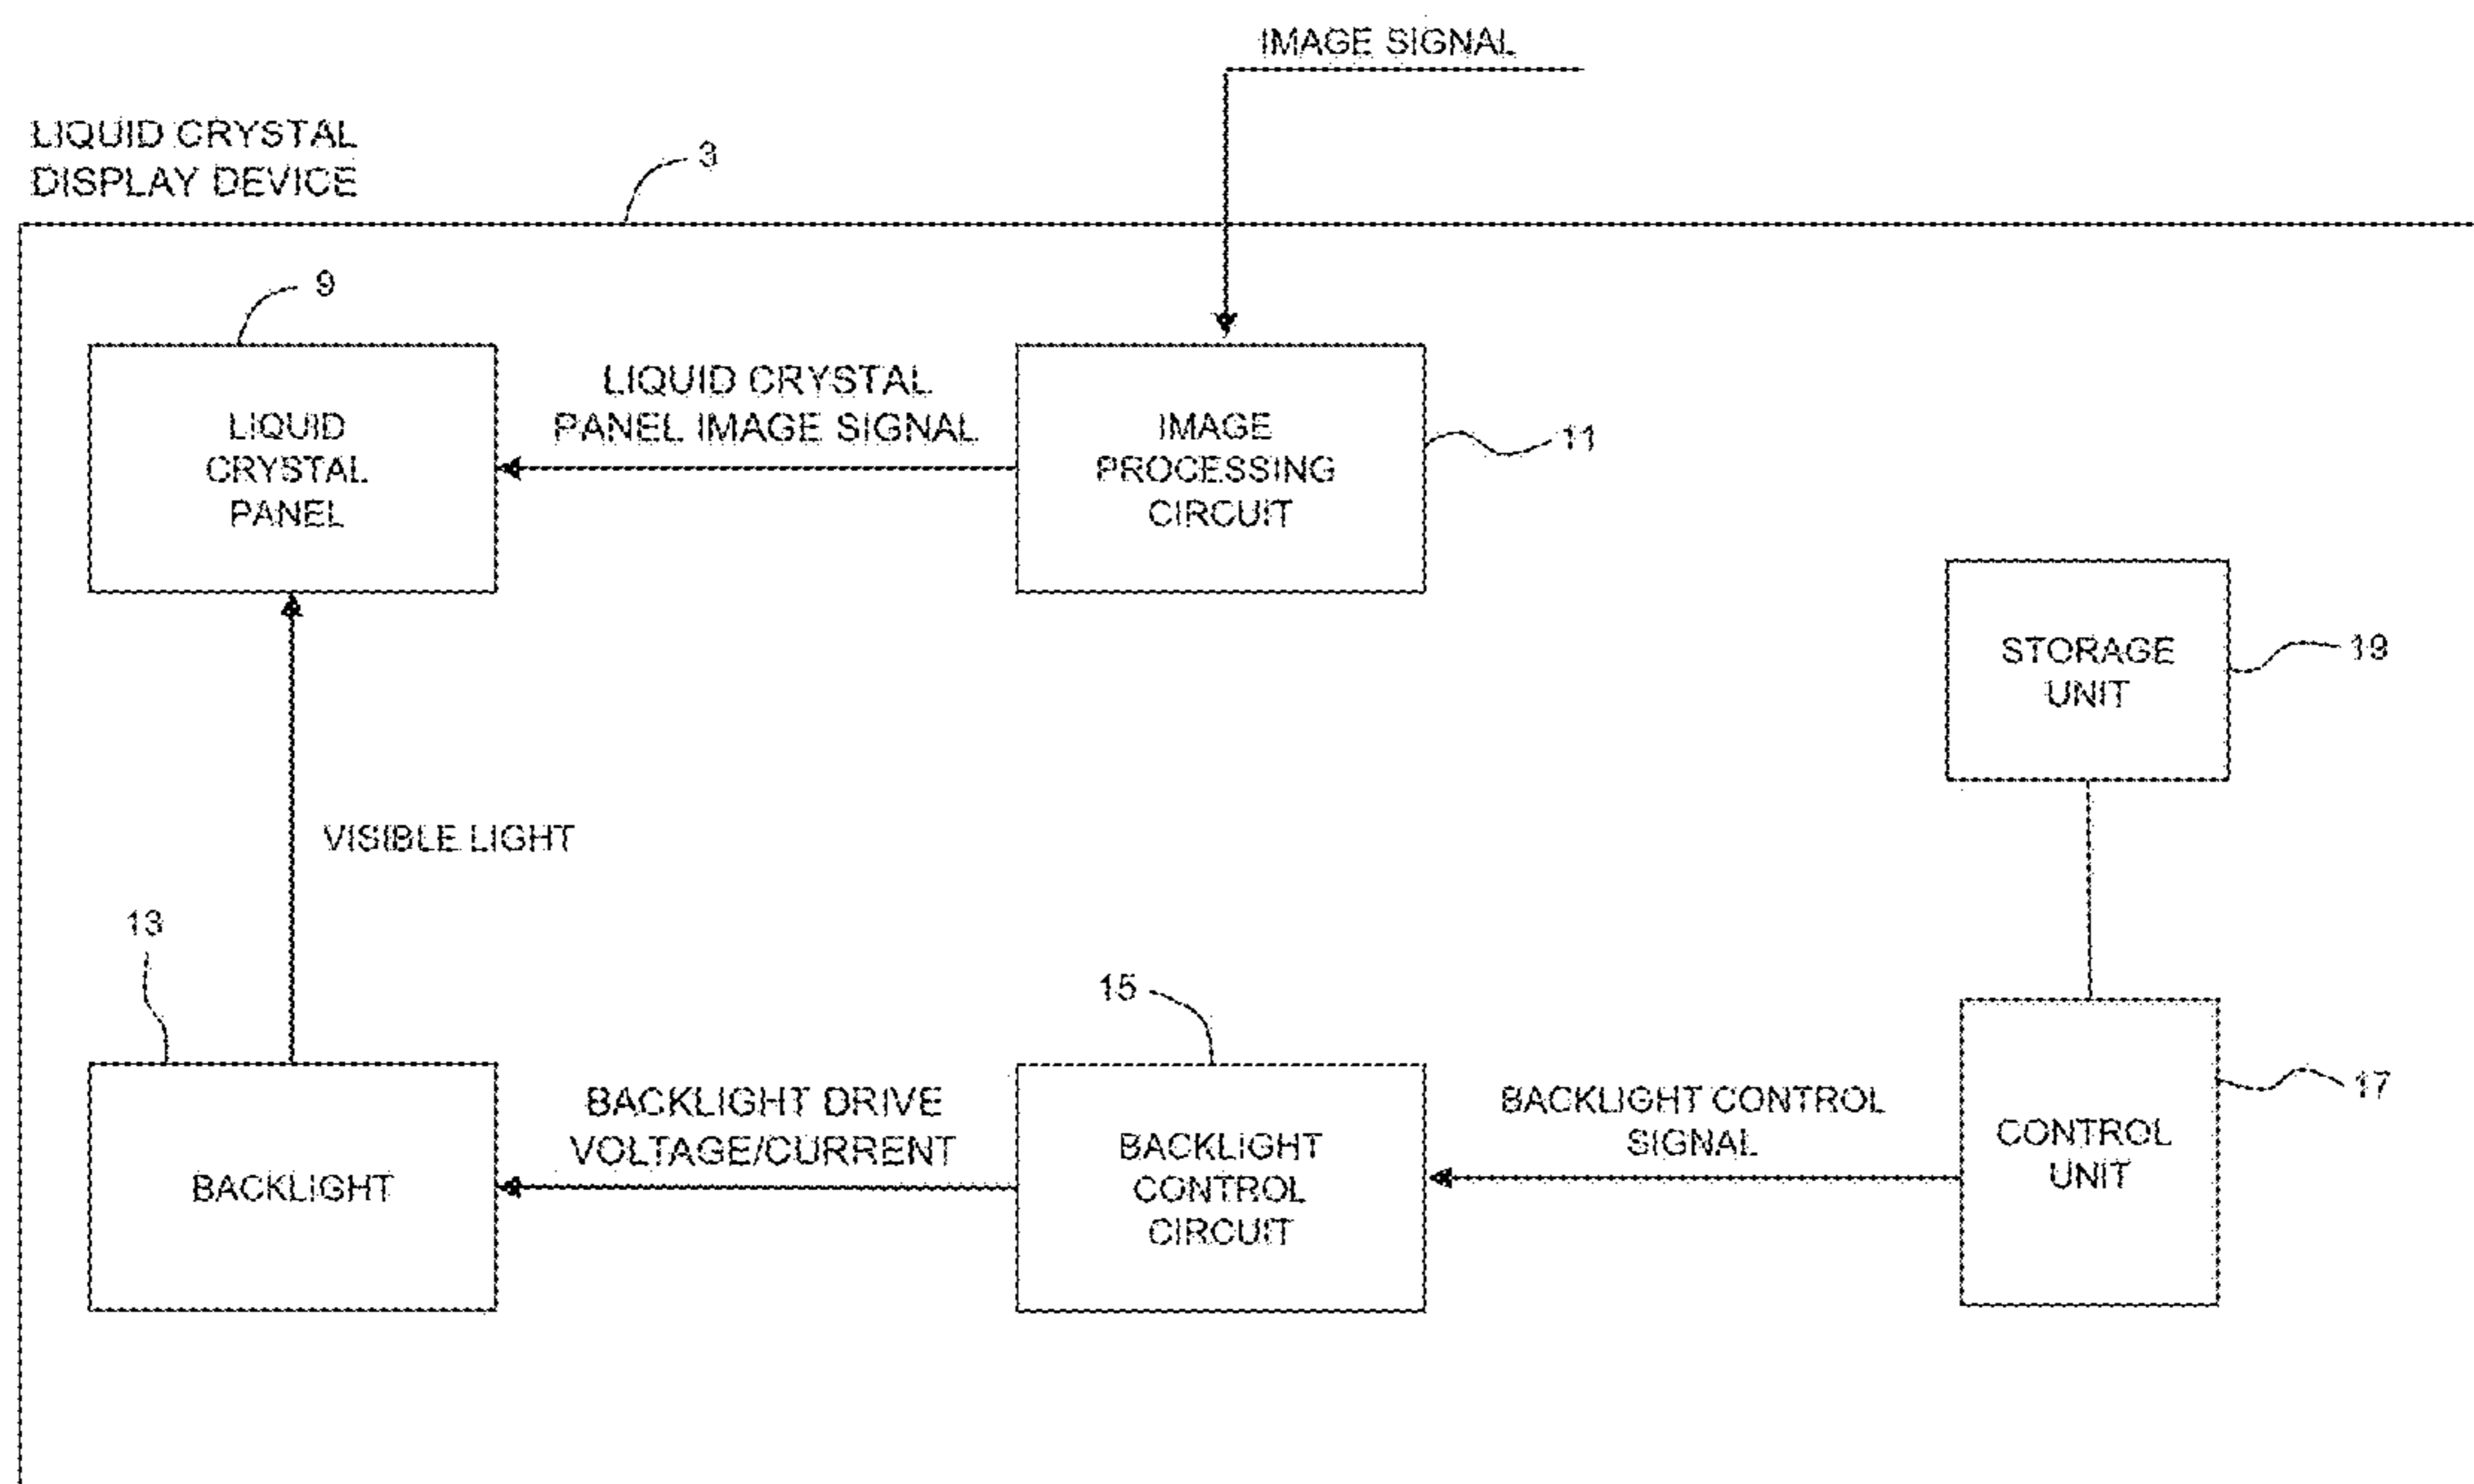 IMAGE SIGNAL
LIQUID CRYSTAL
DISPLAY DEVICE
3
9
LIQUID
CRYSTAL
PANEL
LIQUID CRYSTAL
PANEL IMAGE SIGNAL
IMAGE
PROCESSING
CIRCUIT
11
STORAGE
UNIT
19
VISIBLE LIGHT
13
15
BACKLIGHT
BACKLIGHT DRIVE
VOLTAGE/CURRENT
BACKLIGHT
CONTROL
CIRCUIT
BACKLIGHT CONTROL
SIGNAL
CONTROL
UNIT
17